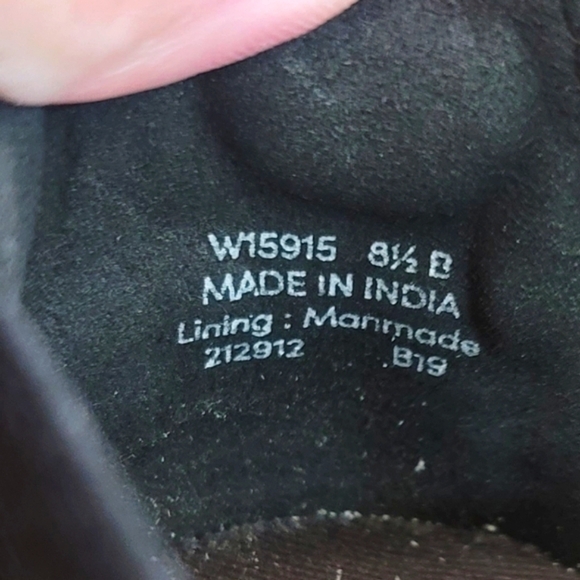 W15915 8½ B
MADE IN INDIA
Lining : Manmade
212912 B19